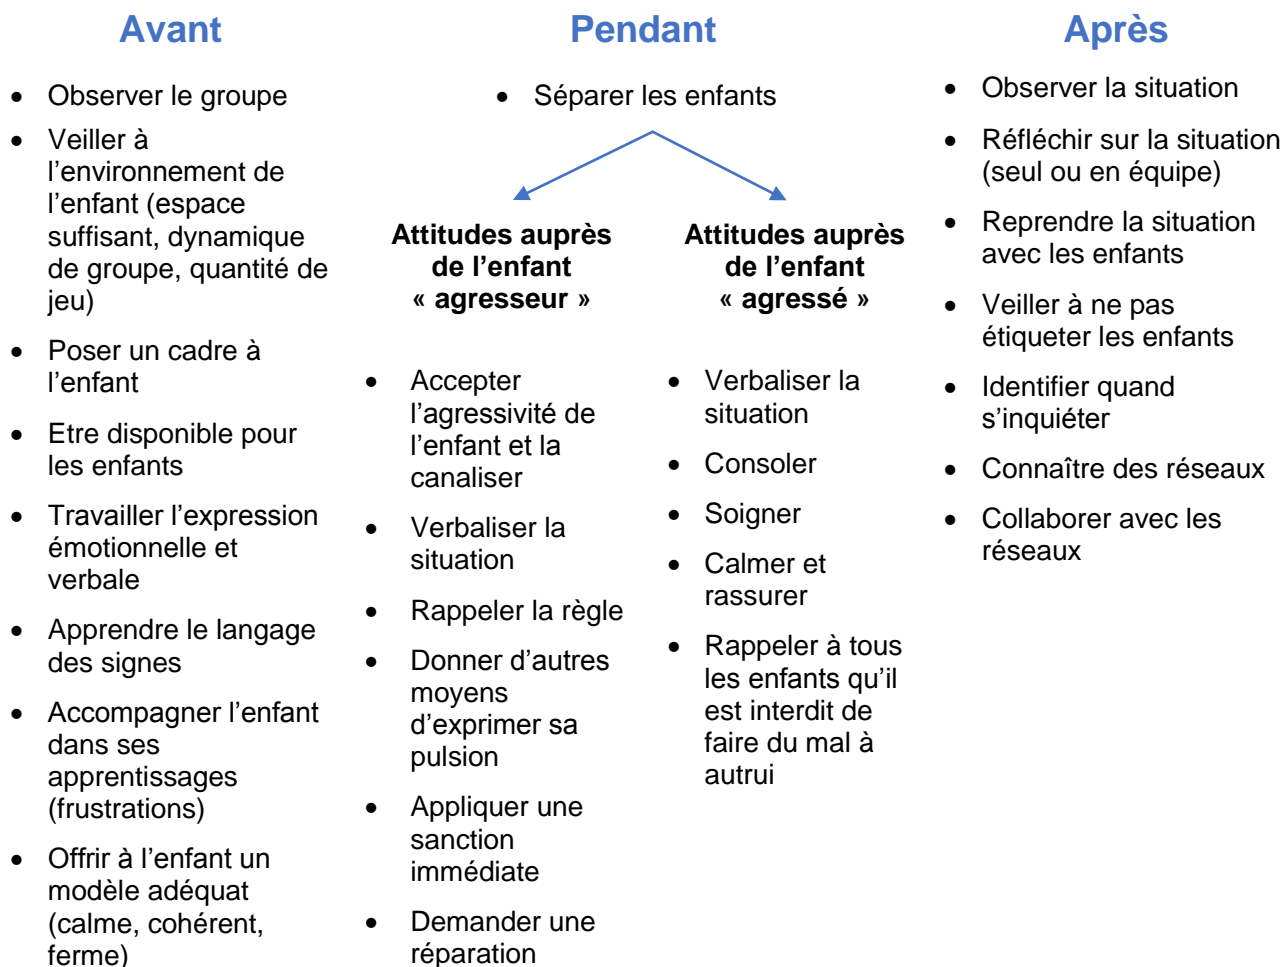 Avant
Observer le groupe
Veiller à
l’environnement de
l’enfant (espace
suffisant, dynamique
de groupe, quantité de
jeu)
Poser un cadre à
l’enfant
Etre disponible pour
les enfants
Travailler l’expression
émotionnelle et
verbale
Apprendre le langage
des signes
Accompagner l’enfant
dans ses
apprentissages
(frustrations)
Offrir à l’enfant un
modèle adéquat
(calme, cohérent,
ferme)
Pendant
Séparer les enfants
Attitudes auprès
de l’enfant
« agresseur »
Accepter
l’agressivité de
l’enfant et la
canaliser
Verbaliser la
situation
Rappeler la règle
Donner d’autres
moyens
d’exprimer sa
pulsion
Appliquer une
sanction
immédiate
Demander une
réparation
Attitudes auprès
de l’enfant
« agressé »
Verbaliser la
situation
Consoler
Soigner
Calmer et
rassurer
Rappeler à tous
les enfants qu’il
est interdit de
faire du mal à
autrui
Après
Observer la situation
Réfléchir sur la situation
(seul ou en équipe)
Reprendre la situation
avec les enfants
Veiller à ne pas
étiqueter les enfants
Identifier quand
s’inquiéter
Connaître des réseaux
Collaborer avec les
réseaux